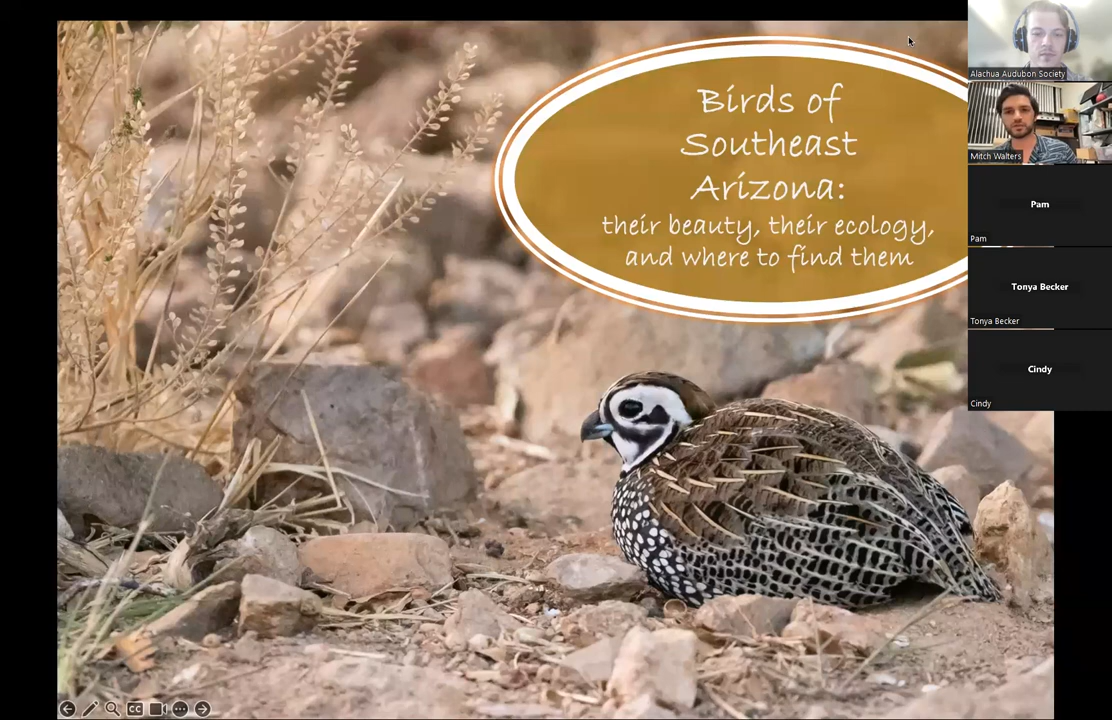 Birds of
Southeast
Arizona:
their beauty, their ecology,
and where to find them
Alachua Audubon Society
Mitch Walters
Pam
Pam
Tonya Becker
Tonya Becker
Cindy
Cindy
CC